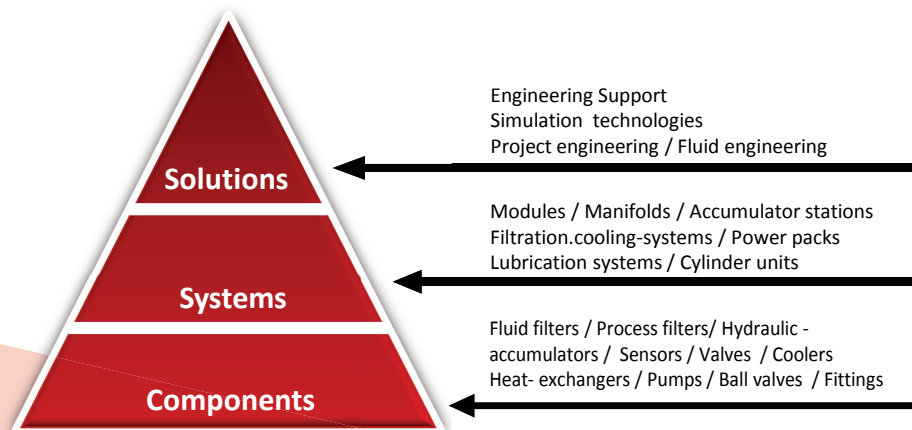 Engineering Support
Simulation technologies
Project engineering / Fluid engineering
Solutions
Modules / Manifolds / Accumulator stations
Filtration.cooling-systems / Power packs
Lubrication systems / Cylinder units
Systems
Fluid filters / Process filters/ Hydraulic -
accumulators / Sensors / Valves / Coolers
Heat- exchangers / Pumps / Ball valves / Fittings
Components